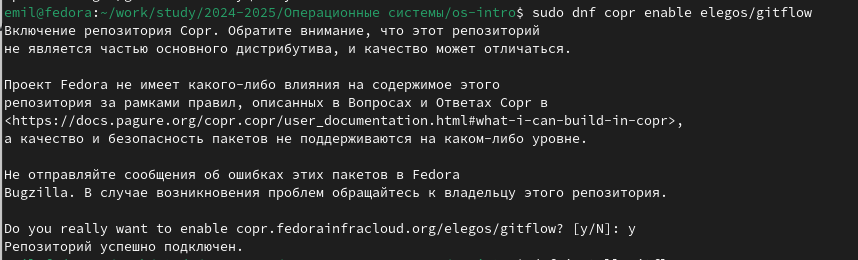 emil@fedora:~/work/study/2024-2025/Операционные системы/os-intro$ sudo dnf copr enable elegos/gitflow
Включение репозитория Copr. Обратите внимание, что этот репозиторий
не является частью основного дистрибутива, и качество может отличаться.
Проект Fedora не имеет какого-либо влияния на содержимое этого
репозитория за рамками правил, описанных в Вопросах и Ответах Copr в
<https://docs.pagure.org/copr.copr/user_documentation.html#what-i-can-build-in-copr>,
а качество и безопасность пакетов не поддерживаются на каком-либо уровне.
Не отправляйте сообщения об ошибках этих пакетов в Fedora
Bugzilla. В случае возникновения проблем обращайтесь к владельцу этого репозитория.
Do you really want to enable copr.fedorainfracloud.org/elegos/gitflow? [y/N]: y
Репозиторий успешно подключен.